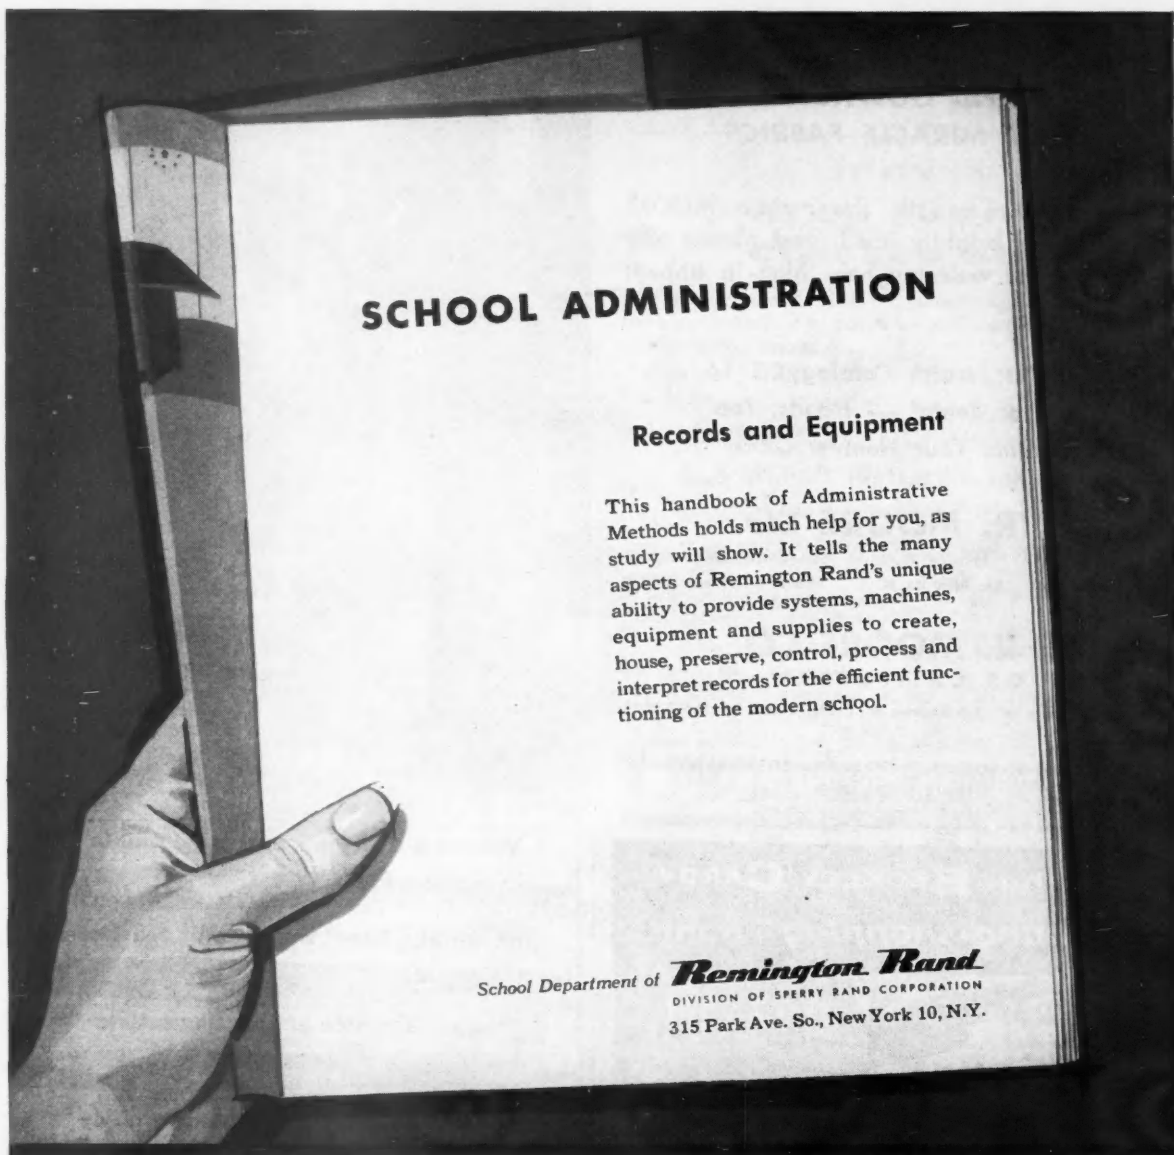 SCHOOL ADMINISTRATION
Records and Equipment
This handbook of Administrative
Methods holds much help for you, as
study will show. It tells the many
aspects of Remington Rand's unique
ability to provide systems, machines,
equipment and supplies to create,
house, preserve, control, process and
interpret records for the efficient func-
tioning of the modern school.
School Department of Remington Rand
DIVISION OF SPERRY RAND CORPORATION
315 Park Ave. So., New York 10, N.Y.